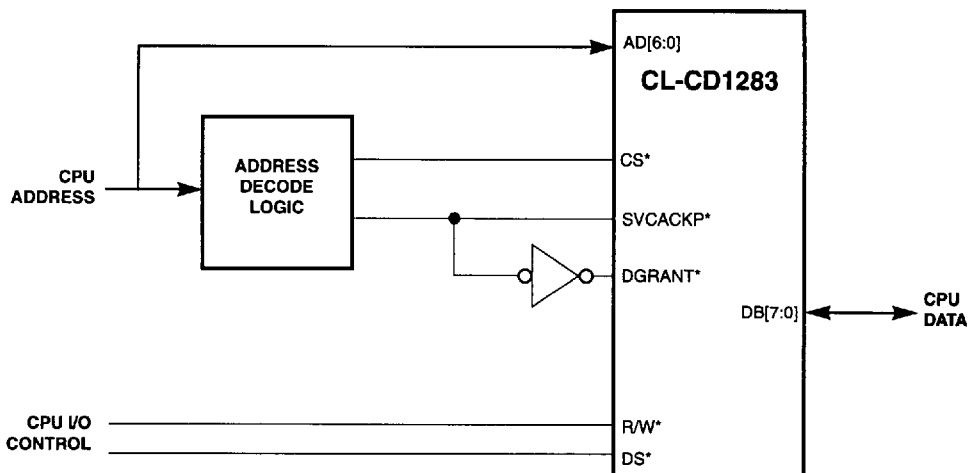 AD[6:0]
CL-CD1283
CPU
ADDRESS
ADDRESS
DECODE
LOGIC
CS*
SVCACKP*
DGRANT*
DB[7:0]
CPU
DATA
CPU I/O
CONTROL
R/W*
DS*